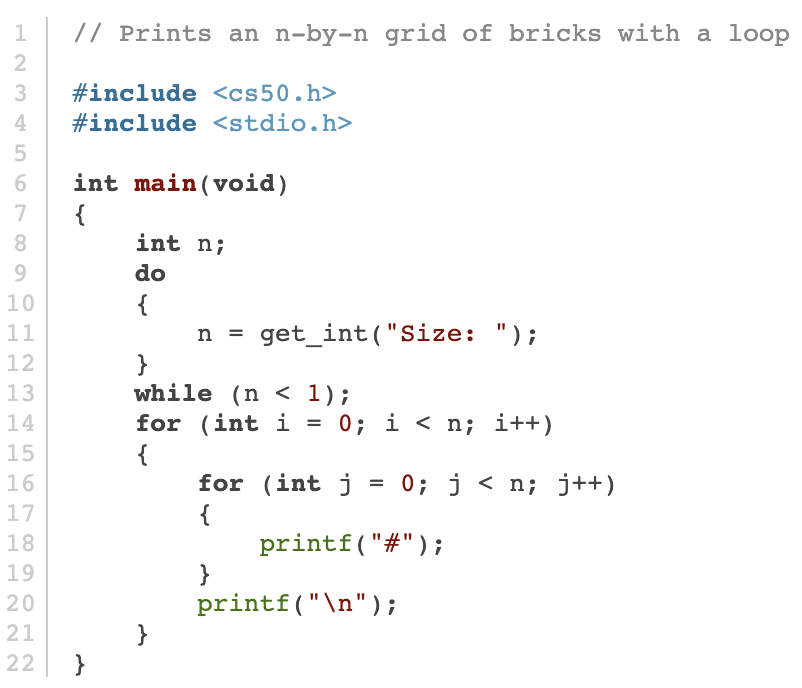 1 // Prints an n-by-n grid of bricks with a loop
2
3 #include <cs50.h>
4 #include <stdio.h>
5
6 int main(void)
7 {
8     int n;
9     do
10     {
11         n = get_int("Size: ");
12     }
13     while (n < 1);
14     for (int i = 0; i < n; i++)
15     {
16         for (int j = 0; j < n; j++)
17         {
18             printf("#");
19         }
20         printf("\n");
21     }
22 }